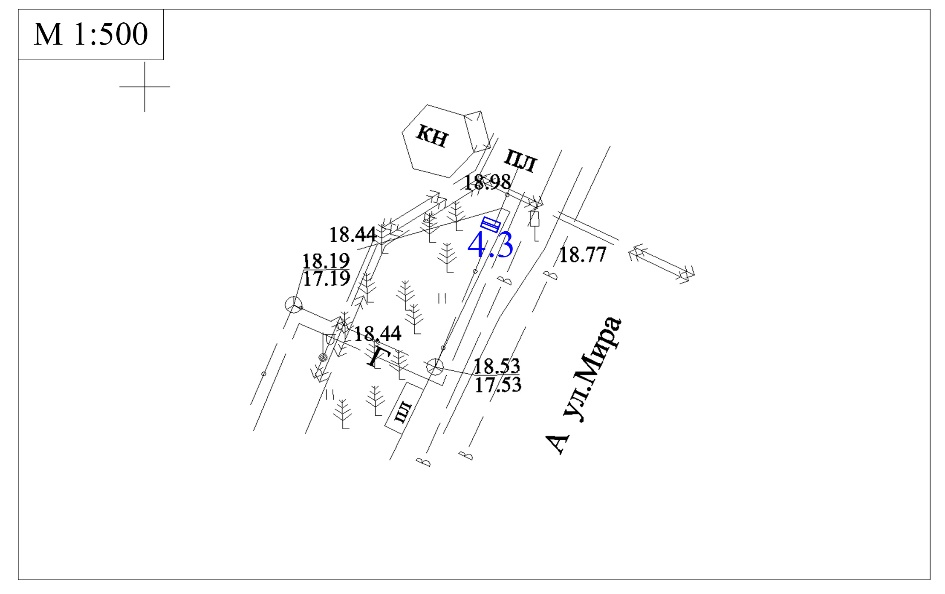 М 1:500
КН
ПЛ
18.98
18.44
4.3
18.77
18.19
17.19
18.44
Г
18.53
17.53
ПЛ
А ул.Мира
В
В
В
В